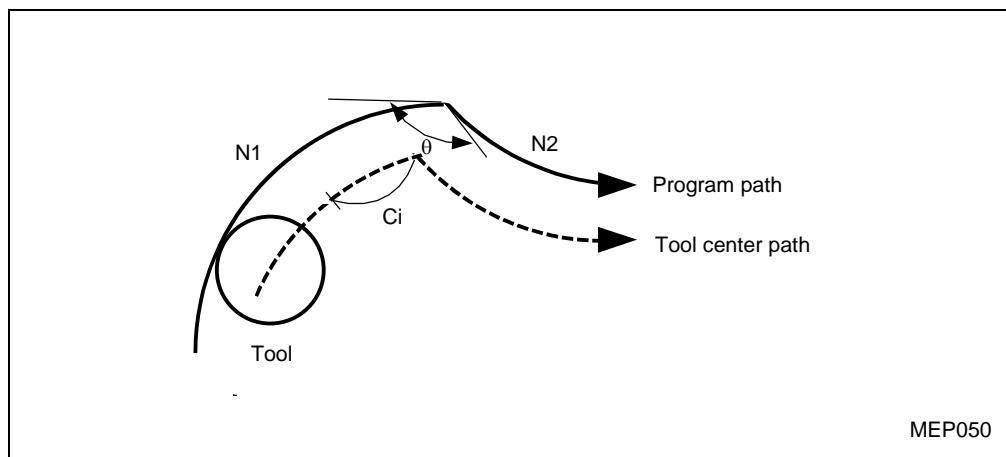 N1
θ
N2
Program path
Ci
Tool center path
Tool
MEP050